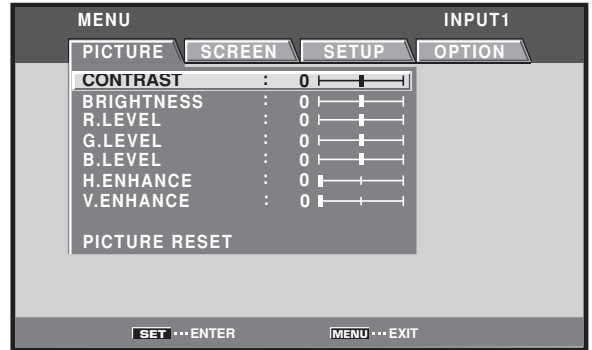 MENU INPUT1
PICTURE SCREEN SETUP OPTION
CONTRAST : 0
BRIGHTNESS : 0
R.LEVEL : 0
G.LEVEL : 0
B.LEVEL : 0
H.ENHANCE : 0
V.ENHANCE : 0
PICTURE RESET
SET ··· ENTER MENU ··· EXIT